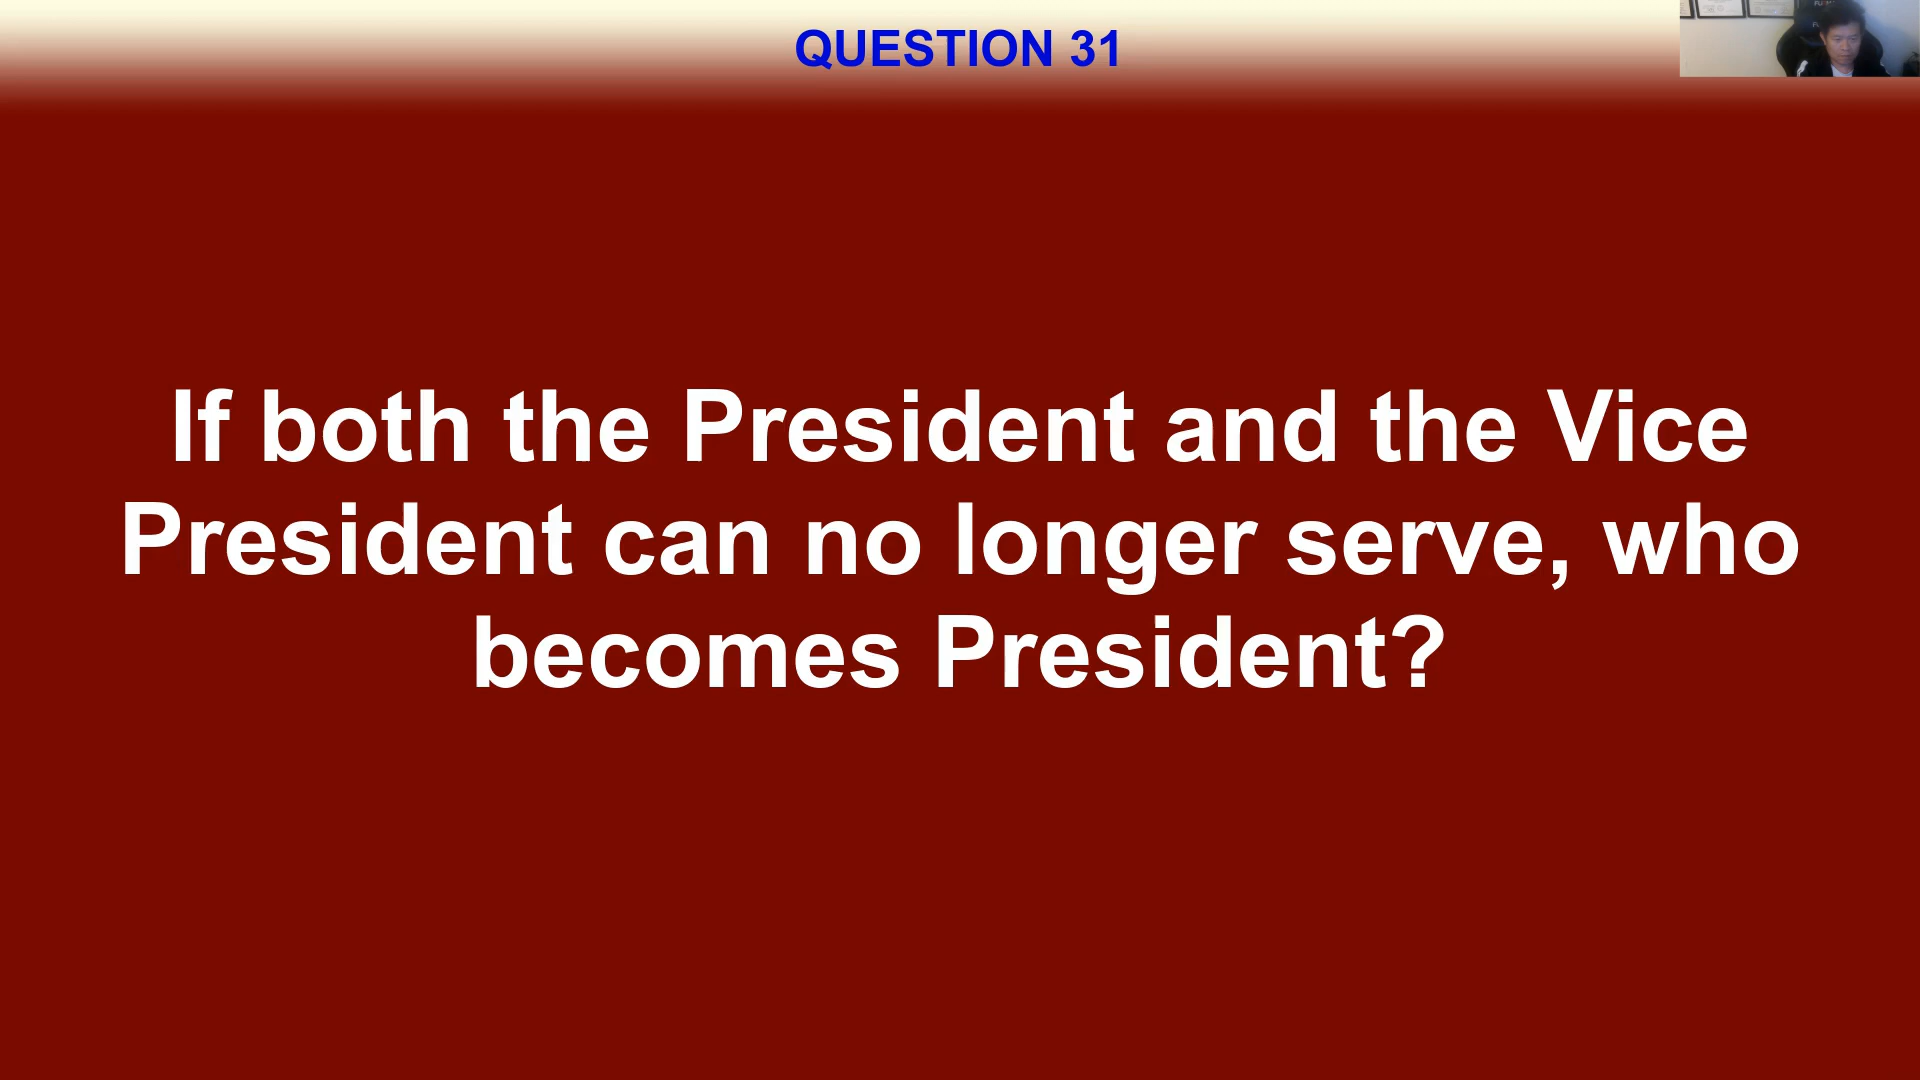 QUESTION 31
If both the President and the Vice
President can no longer serve, who
becomes President?